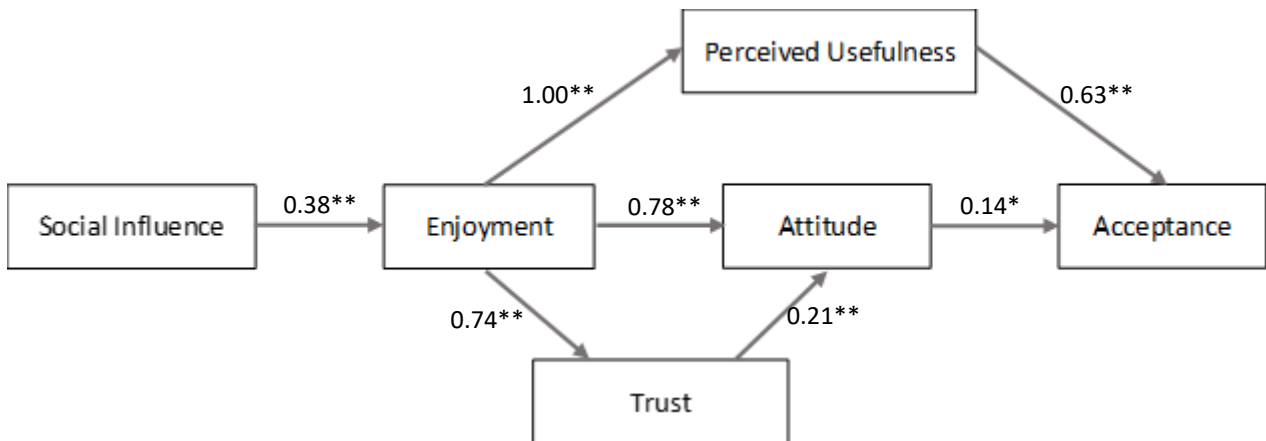 Perceived Usefulness
1.00**
0.63**
Social Influence
0.38**
Enjoyment
0.78**
Attitude
0.14*
Acceptance
0.74**
0.21**
Trust